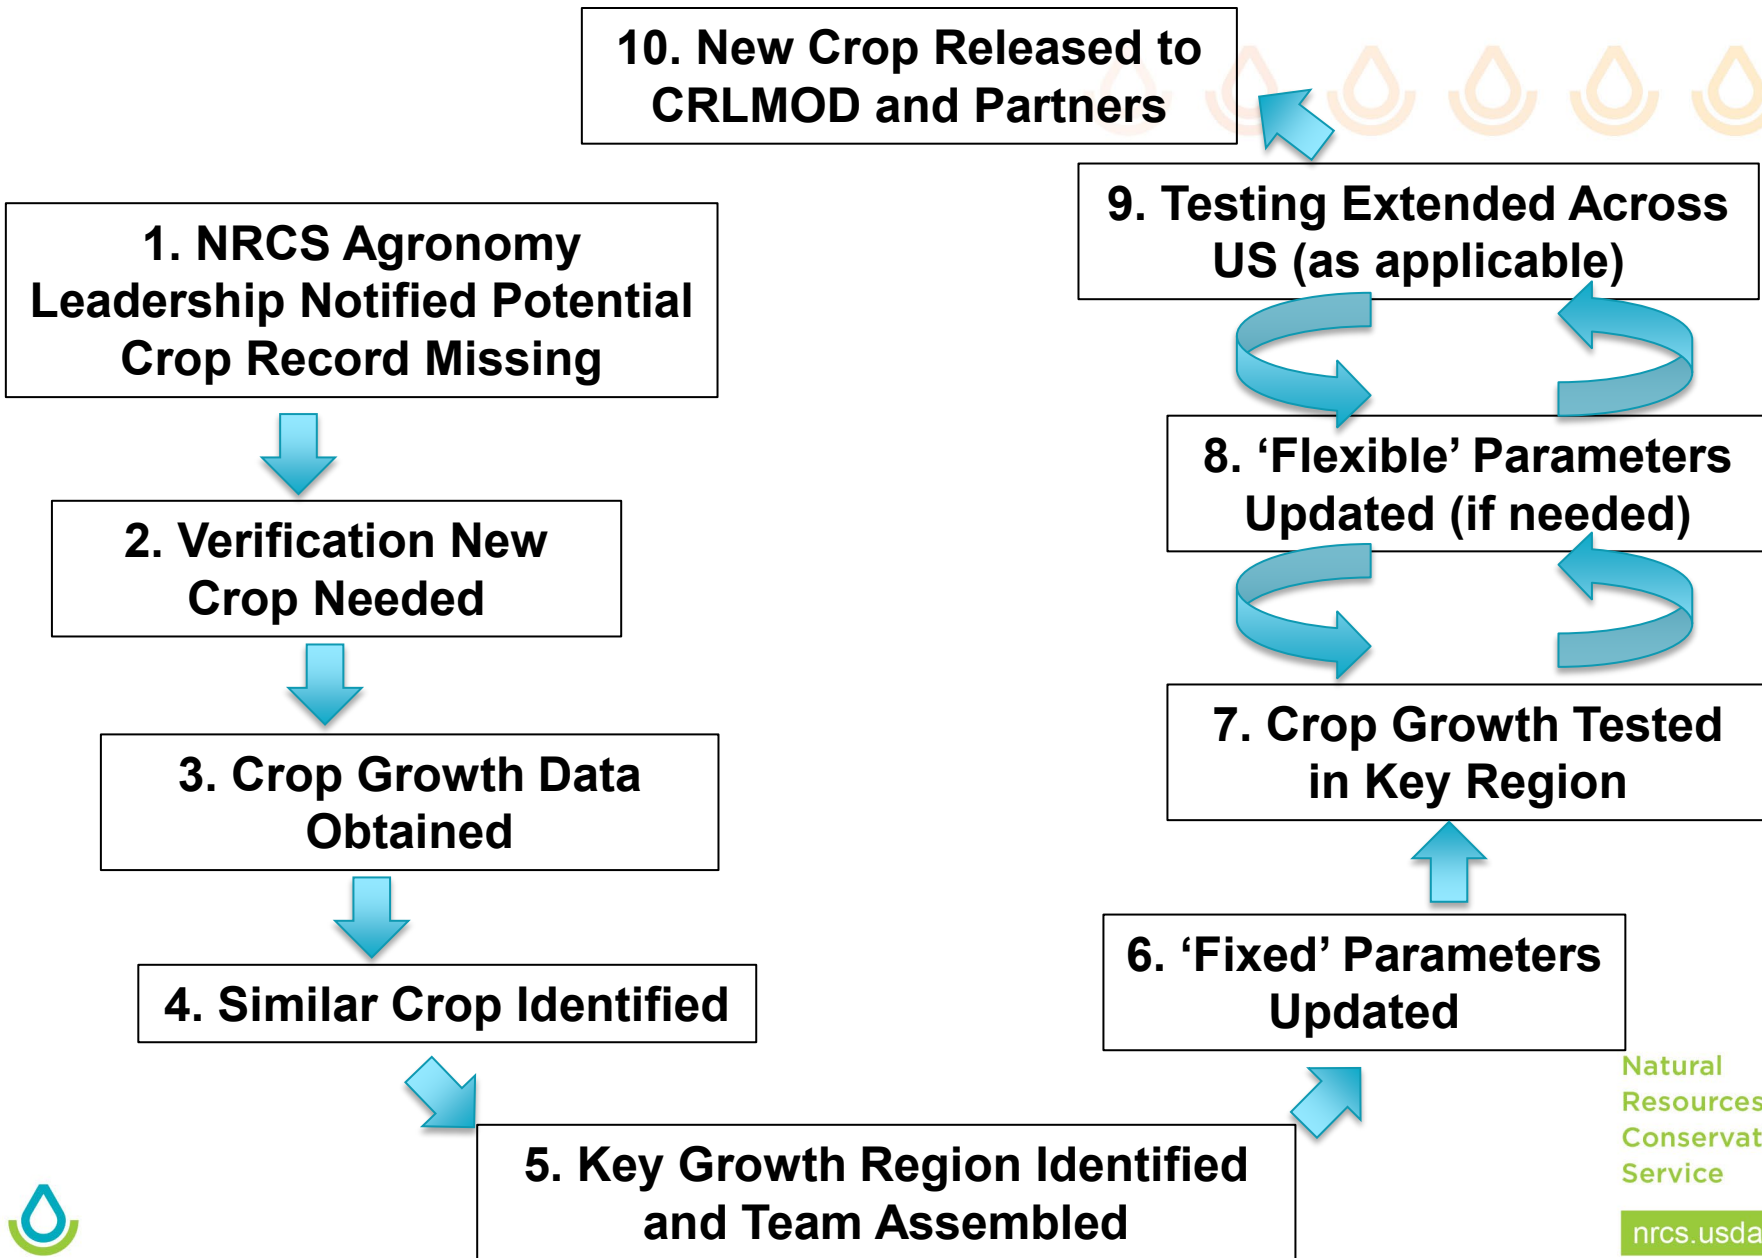 10. New Crop Released to
CRLMOD and Partners
1. NRCS Agronomy
Leadership Notified Potential
Crop Record Missing
2. Verification New
Crop Needed
3. Crop Growth Data
Obtained
4. Similar Crop Identified
5. Key Growth Region Identified
and Team Assembled
6. ‘Fixed’ Parameters
Updated
7. Crop Growth Tested
in Key Region
8. ‘Flexible’ Parameters
Updated (if needed)
9. Testing Extended Across
US (as applicable)
Natural
Resources
Conservat
Service
nrcs.usda